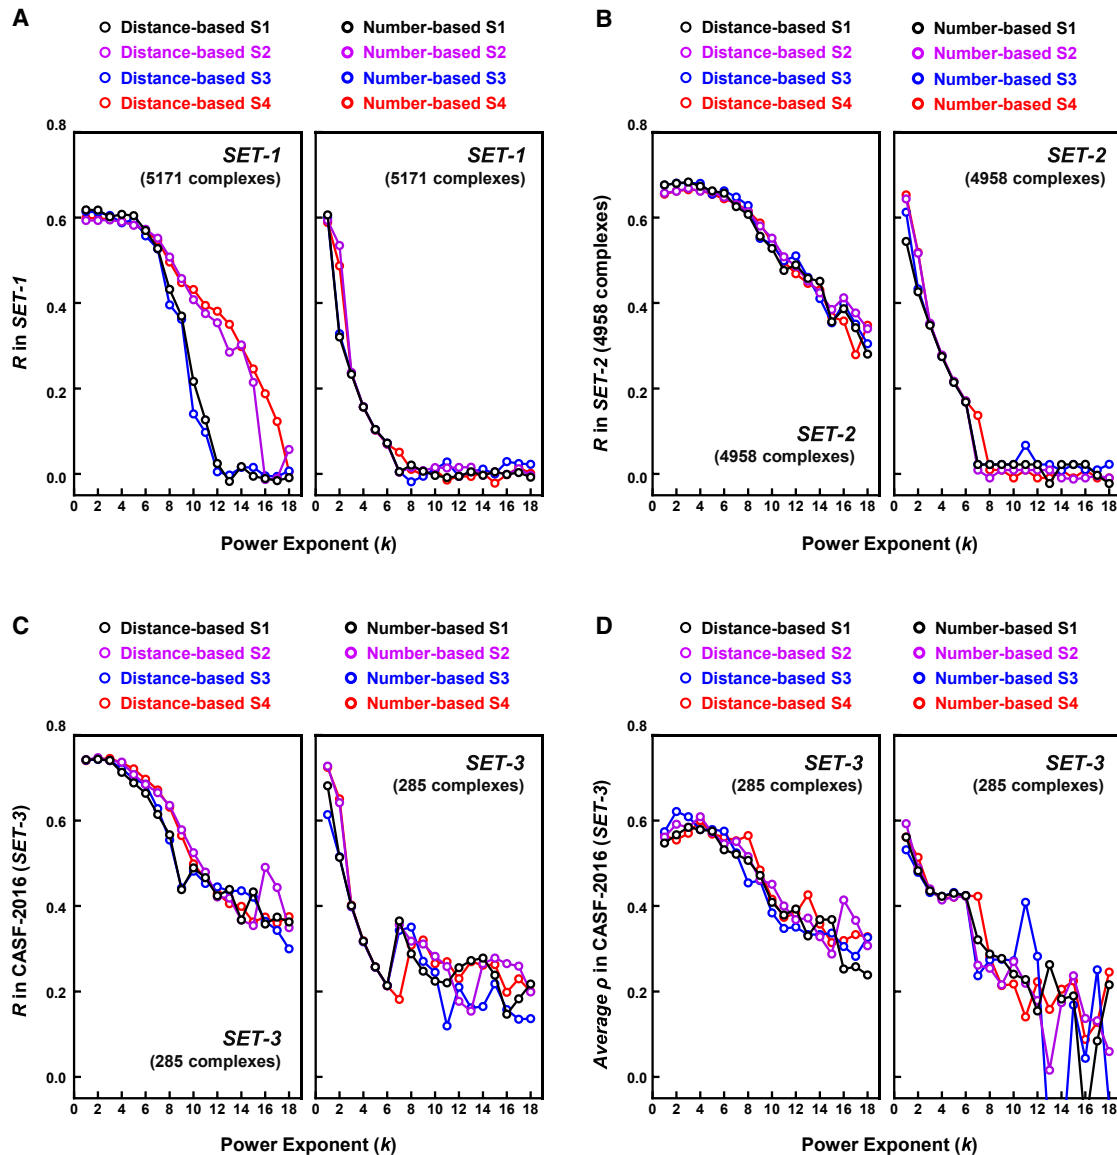 A
Distance-based S1 Number-based S1
Distance-based S2 Number-based S2
Distance-based S3 Number-based S3
Distance-based S4 Number-based S4
R in SET-1
0.8
0.6
0.4
0.2
0.0
SET-1
(5171 complexes)
SET-1
(5171 complexes)
0 2 4 6 8 10 12 14 16 18
0 2 4 6 8 10 12 14 16 18
Power Exponent (k)
B
Distance-based S1 Number-based S1
Distance-based S2 Number-based S2
Distance-based S3 Number-based S3
Distance-based S4 Number-based S4
R in SET-2 (4958 complexes)
0.8
0.6
0.4
0.2
0.0
SET-2
(4958 complexes)
SET-2
(4958 complexes)
0 2 4 6 8 10 12 14 16 18
0 2 4 6 8 10 12 14 16 18
Power Exponent (k)
C
Distance-based S1 Number-based S1
Distance-based S2 Number-based S2
Distance-based S3 Number-based S3
Distance-based S4 Number-based S4
R in CASF-2016 (SET-3)
0.8
0.6
0.4
0.2
0.0
SET-3
(285 complexes)
SET-3
(285 complexes)
0 2 4 6 8 10 12 14 16 18
0 2 4 6 8 10 12 14 16 18
Power Exponent (k)
D
Distance-based S1 Number-based S1
Distance-based S2 Number-based S2
Distance-based S3 Number-based S3
Distance-based S4 Number-based S4
Average ρ in CASF-2016 (SET-3)
0.8
0.6
0.4
0.2
0.0
SET-3
(285 complexes)
SET-3
(285 complexes)
0 2 4 6 8 10 12 14 16 18
0 2 4 6 8 10 12 14 16 18
Power Exponent (k)